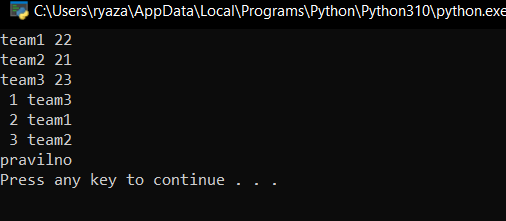 C:\Users\ryaza\AppData\Local\Programs\Python\Python310\python.exe
team1 22
team2 21
team3 23
1 team3
2 team1
3 team2
pravilno
Press any key to continue . . .